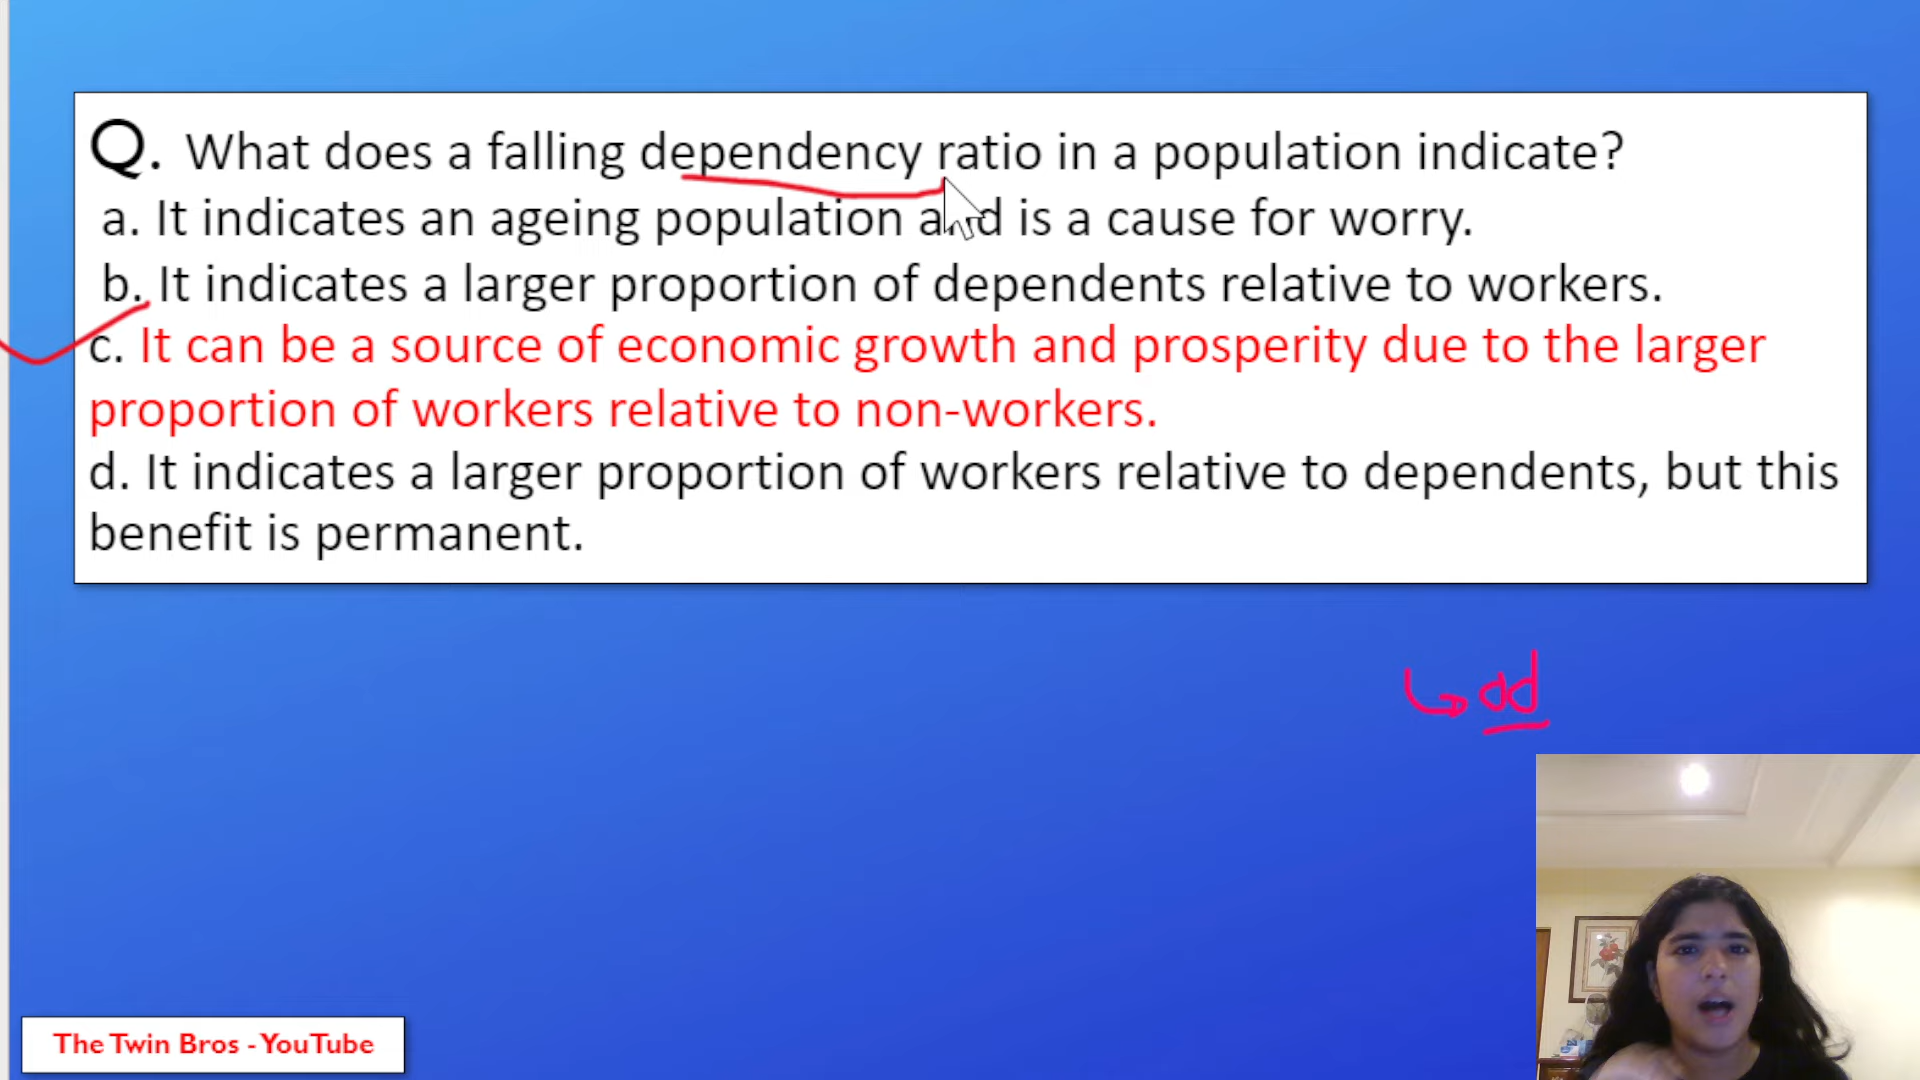 Q. What does a falling dependency ratio in a population indicate?
a. It indicates an ageing population and is a cause for worry.
b. It indicates a larger proportion of dependents relative to workers.
c. It can be a source of economic growth and prosperity due to the larger
proportion of workers relative to non-workers.
d. It indicates a larger proportion of workers relative to dependents, but this
benefit is permanent.
The Twin Bros - YouTube